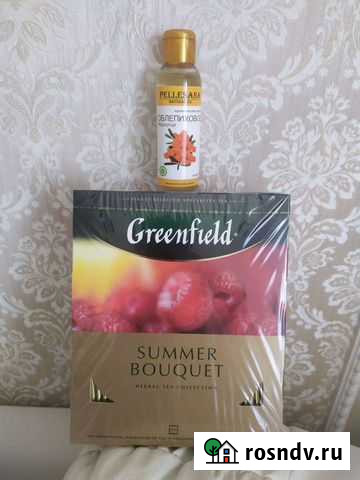 PELLESANA
ОБЛЕПИХОВОЕ
Greenfield
SUMMER
BOUQUET
HERBAL TEA COLLECTION
rosndv.ru